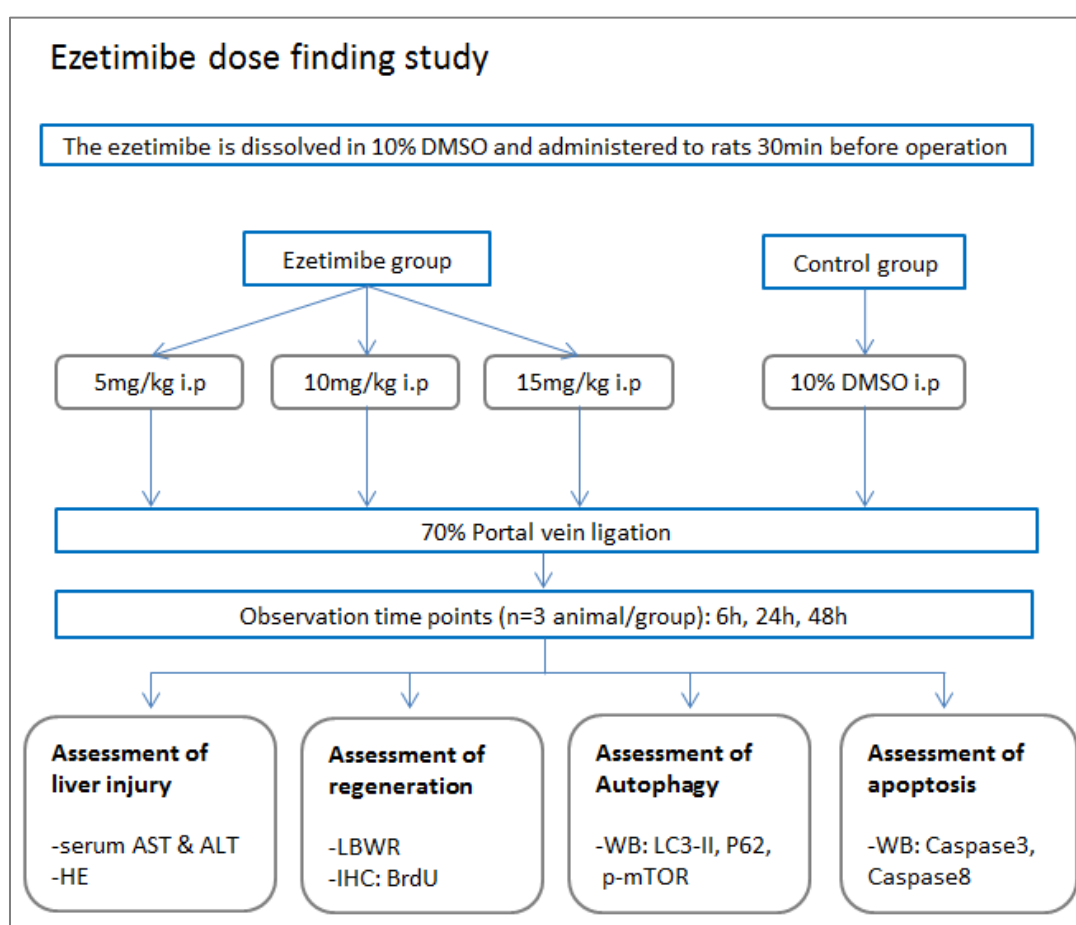 Ezetimibe dose finding study
The ezetimibe is dissolved in 10% DMSO and administered to rats 30min before operation
Ezetimibe group
Control group
5mg/kg i.p
10mg/kg i.p
15mg/kg i.p
10% DMSO i.p
70% Portal vein ligation
Observation time points (n=3 animal/group): 6h, 24h, 48h
Assessment of
liver injury
-serum AST & ALT
-HE
Assessment of
regeneration
-LBWR
-IHC: BrdU
Assessment of
Autophagy
-WB: LC3-II, P62,
p-mTOR
Assessment of
apoptosis
-WB: Caspase3,
Caspase8